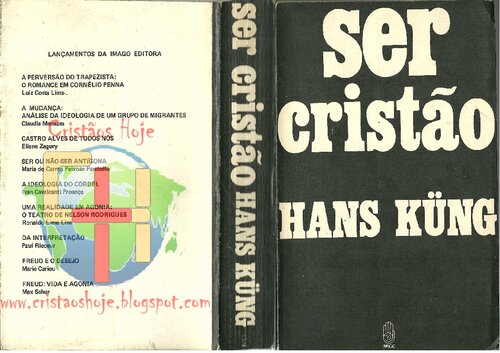 LANÇAMENTOS DA IMAGO EDITORA
A PERVERSÃO DO TRAPEZISTA:
O ROMANCE EM CORNÉLIO PENNA
Luiz Costa Lima
A MUDANÇA:
ANÁLISE DA IDEOLOGIA DE UM GRUPO DE MIGRANTES
Claudia Menezes
CASTRO ALVES DE TODOS NÓS
Eliane Zagury
SER OU NÃO SER ANTÍGONA
Maria do Carmo Peixoto Pandolfo
A IDEOLOGIA DO CORDEL
Ivan Cavalcanti Proença
UMA REALIDADE EM AGONIA:
O TEATRO DE NELSON RODRIGUES
Ronaldo Lima Lins
DA INTERPRETAÇÃO
Paul Ricoeur
FREUD E O DESEJO
Marie Cariou
FREUD: VIDA E AGONIA
Max Schur
Cristãos Hoje
www.cristaoshoje.blogspot.com
ser cristão HANS KÜNG
ser
cristão
HANS KÜNG